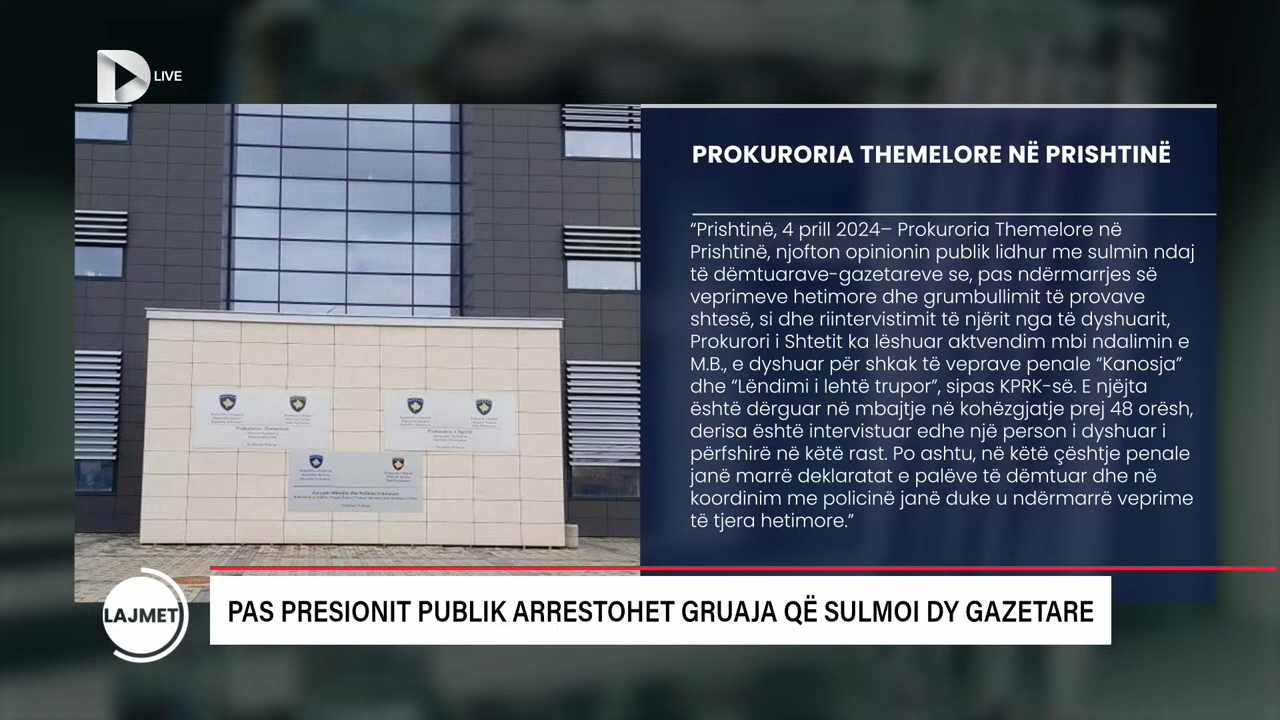 LIVE
PROKURORIA THEMELORE NË PRISHTINË
“Prishtinë, 4 prill 2024– Prokuroria Themelore në
Prishtinë, njofton opinionin publik lidhur me sulmin ndaj
të dëmtuarave-gazetareve se, pas ndërmarrjes së
veprimeve hetimore dhe grumbullimit të provave
shtesë, si dhe riintervistimit të njërit nga të dyshuarit,
Prokurori i Shtetit ka lëshuar aktvendim mbi ndalimin e
M.B., e dyshuar për shkak të veprave penale “Kanosja”
dhe “Lëndimi i lehtë trupor”, sipas KPRK-së. E njëjta
është dërguar në mbajtje në kohëzgjatje prej 48 orësh,
derisa është intervistuar edhe një person i dyshuar i
përfshirë në këtë rast. Po ashtu, në këtë çështje penale
janë marrë deklaratat e palëve të dëmtuar dhe në
koordinim me policinë janë duke u ndërmarrë veprime
të tjera hetimore.”
LAJMET
PAS PRESIONIT PUBLIK ARRESTOHET GRUAJA QË SULMOI DY GAZETARE